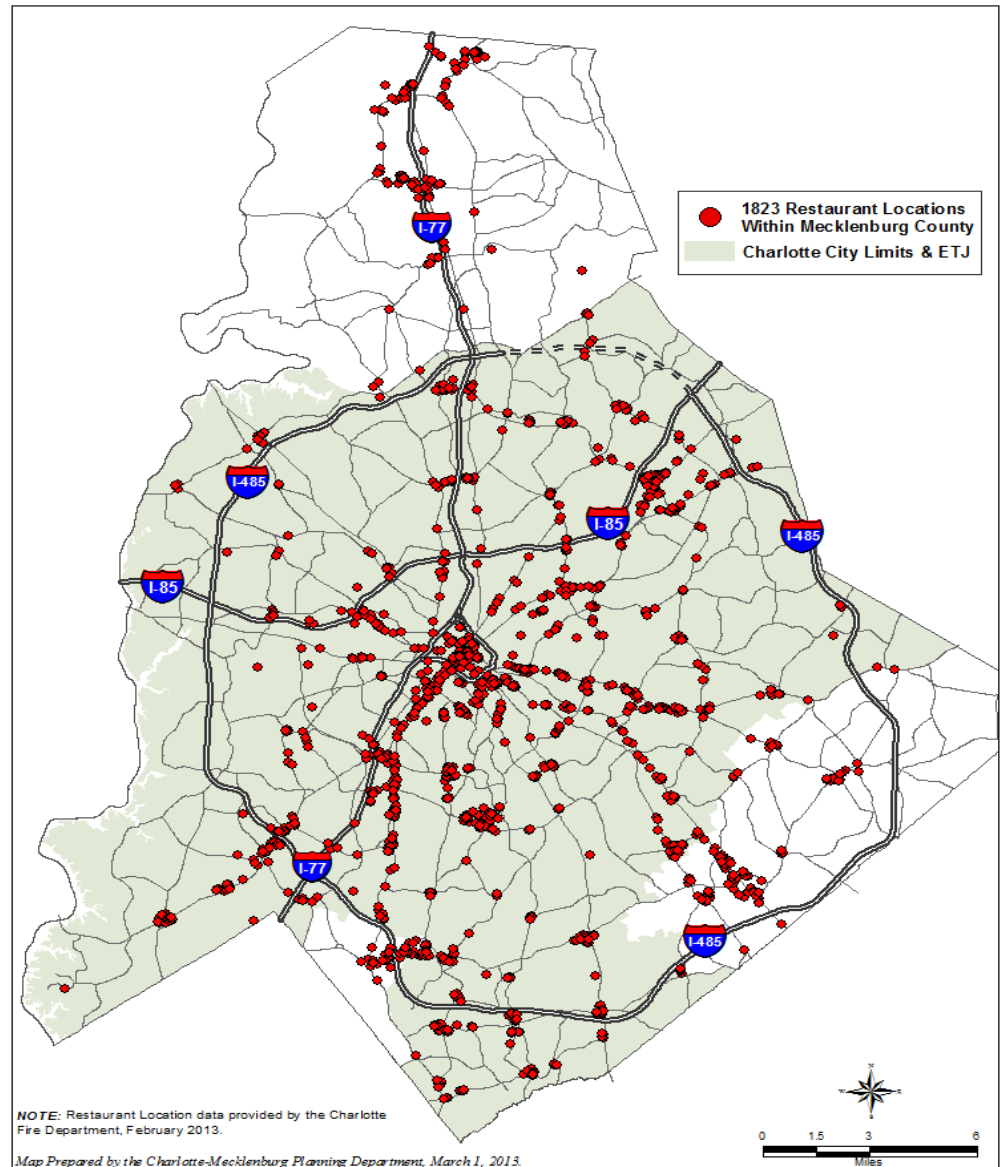 1823 Restaurant Locations
Within Mecklenburg County
Charlotte City Limits & ETJ
I-77
I-485
I-85
I-485
I-85
I-77
I-485
N
W
E
S
NOTE: Restaurant Location data provided by the Charlotte
Fire Department, February 2013.
Map Prepared by the Charlotte-Mecklenburg Planning Department, March 1, 2013.
0 1.5 3 6
Miles